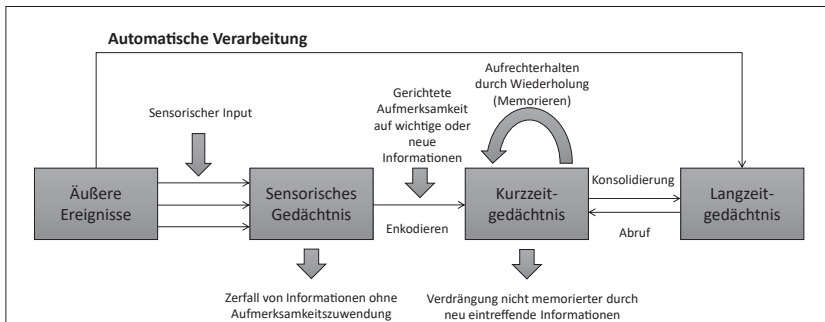 Automatische Verarbeitung
Aufrechterhalten
durch Wiederholung
(Memorieren)
Gerichtete
Aufmerksamkeit
auf wichtige oder
neue
Informationen
Sensorischer Input
Äußere
Ereignisse
Sensorisches
Gedächtnis
Enkodieren
Kurzzeit-
gedächtnis
Konsolidierung
Abruf
Langzeit-
gedächtnis
Zerfall von Informationen ohne
Aufmerksamkeitszuwendung
Verdrängung nicht memorierter durch
neu eintreffende Informationen